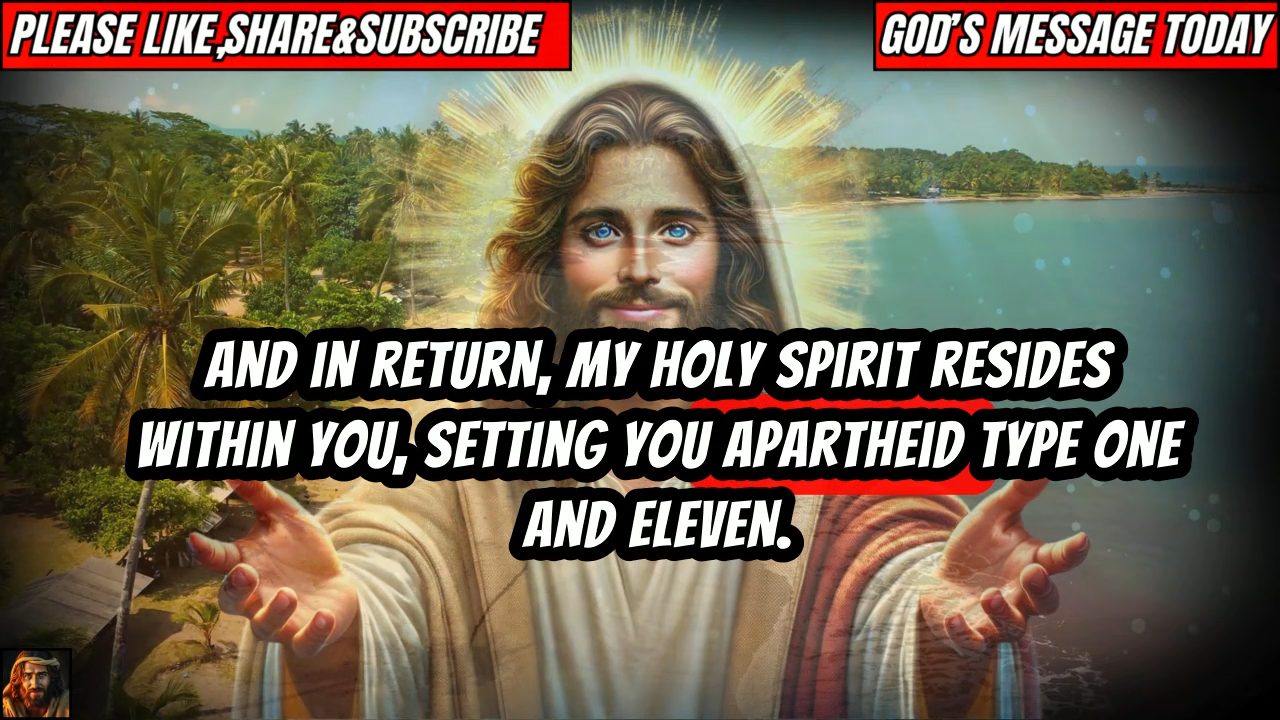 PLEASE LIKE,SHARE&SUBSCRIBE
GOD'S MESSAGE TODAY
AND IN RETURN, MY HOLY SPIRIT RESIDES
WITHIN YOU, SETTING YOU APARTHEID TYPE ONE
AND ELEVEN.